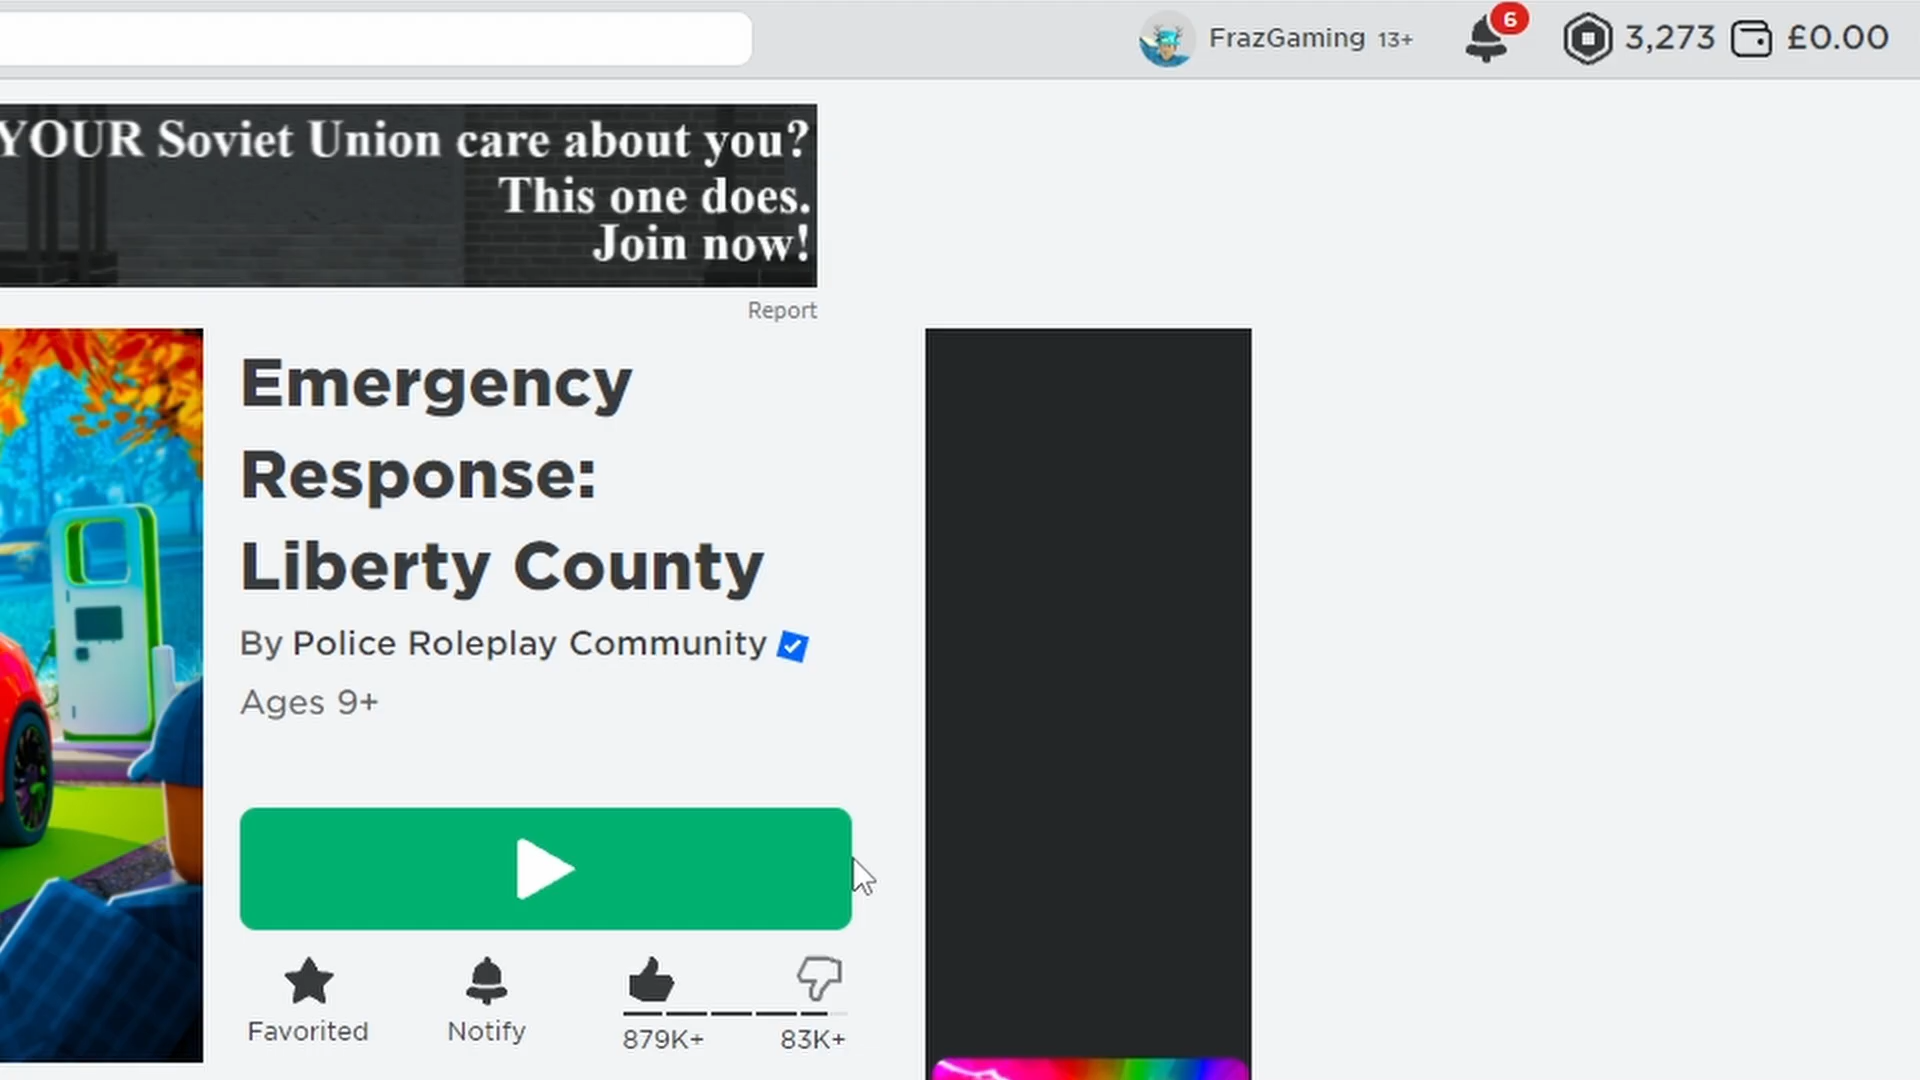 FrazGaming 13+
6
3,273
£0.00
YOUR Soviet Union care about you?
This one does.
Join now!
Report
Emergency
Response:
Liberty County
By Police Roleplay Community
Ages 9+
Favorited
Notify
879K+
83K+